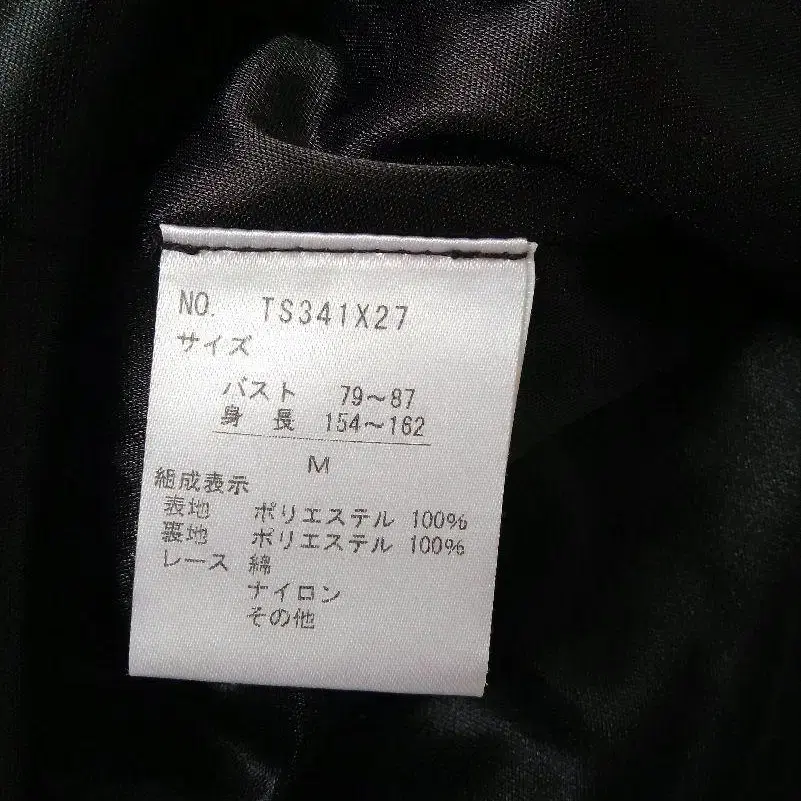 NO. TS341X27
サイズ
バスト 79～87
身長 154～162
M
組成表示
表地 ポリエステル 100%
裏地 ポリエステル 100%
レース 綿
ナイロン
その他